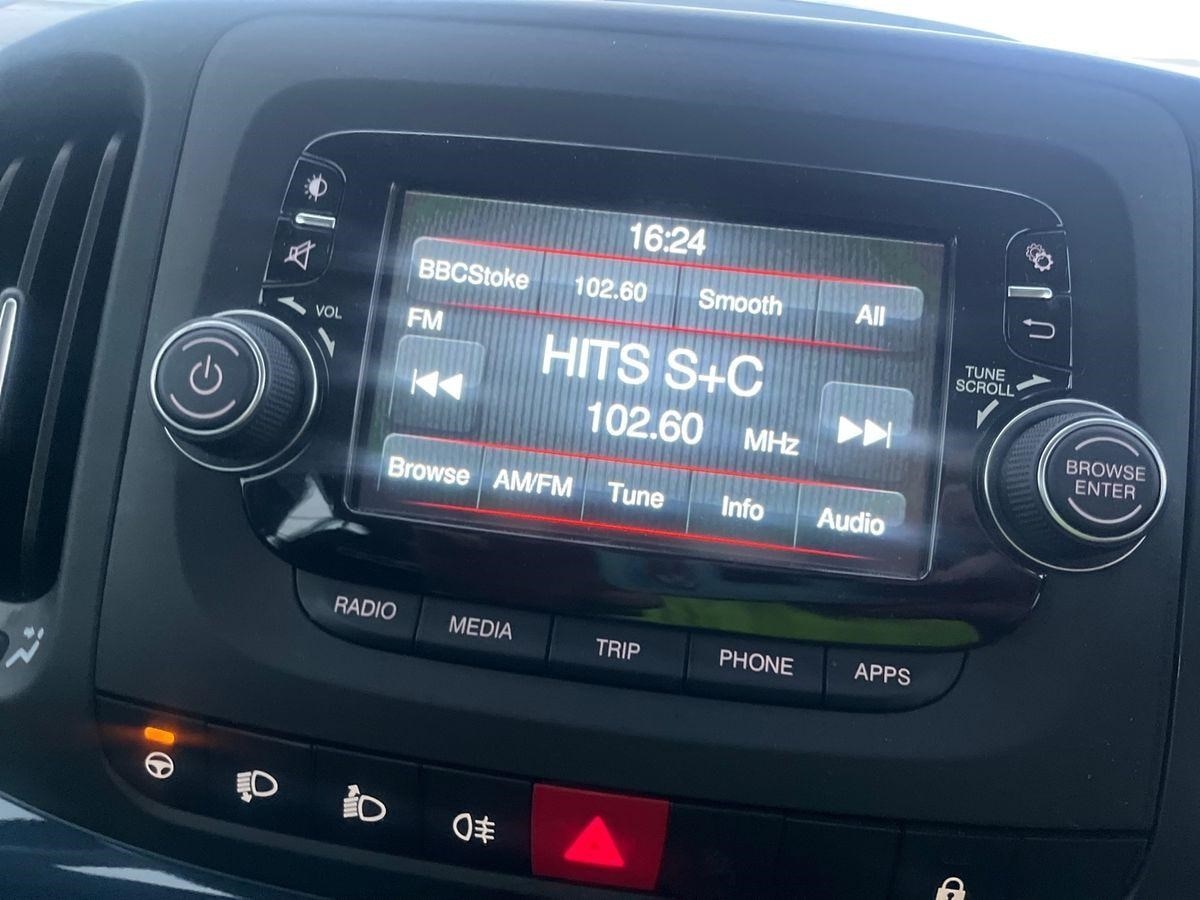 16:24
BBCStoke 102.60 Smooth All
VOL
FM
HITS S+C
102.60 MHz
TUNE
SCROLL
BROWSE
ENTER
Browse AM/FM Tune Info Audio
RADIO MEDIA TRIP PHONE APPS